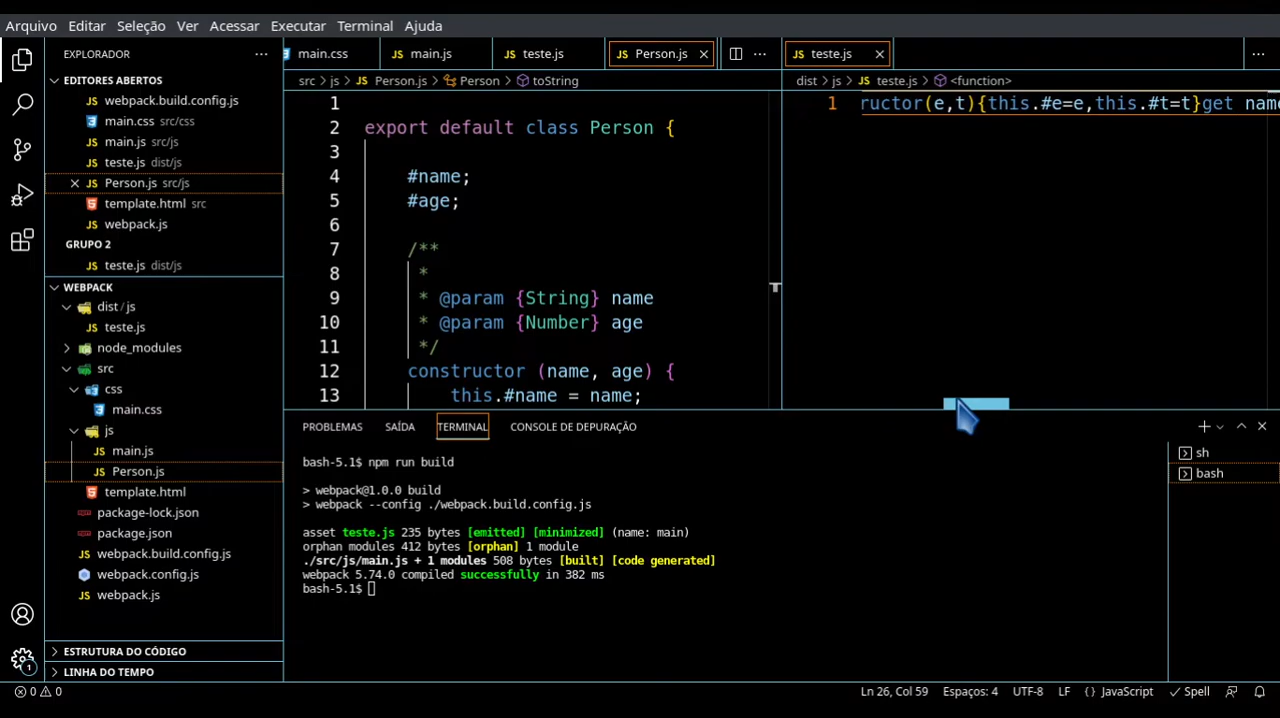 Arquivo Editar Seleção Ver Acessar Executar Terminal Ajuda
EXPLORADOR
EDITORES ABERTOS
webpack.build.config.js
main.css src/css
main.js src/js
teste.js dist/js
Person.js src/js
template.html src
webpack.js
GRUPO 2
teste.js dist/js
WEBPACK
dist / js
teste.js
node_modules
src
css
main.css
js
main.js
Person.js
template.html
package-lock.json
package.json
webpack.build.config.js
webpack.config.js
webpack.js
ESTRUTURA DO CÓDIGO
LINHA DO TEMPO
main.css main.js teste.js Person.js
src > js > Person.js > Person > toString
1
2 export default class Person {
3
4 #name;
5 #age;
6
7 /**
8 *
9 * @param {String} name
10 * @param {Number} age
11 */
12 constructor (name, age) {
13 this.#name = name;
teste.js
dist > js > teste.js > <function>
1 ructor(e,t){this.#e=e,this.#t=t}get name
PROBLEMAS SAÍDA TERMINAL CONSOLE DE DEPURAÇÃO
bash-5.1$ npm run build
> webpack@1.0.0 build
> webpack --config ./webpack.build.config.js
asset teste.js 235 bytes [emitted] [minimized] (name: main)
orphan modules 412 bytes [orphan] 1 module
./src/js/main.js + 1 modules 508 bytes [built] [code generated]
webpack 5.74.0 compiled successfully in 382 ms
bash-5.1$
sh
bash
0 0 Ln 26, Col 59 Espaços: 4 UTF-8 LF {} JavaScript Spell